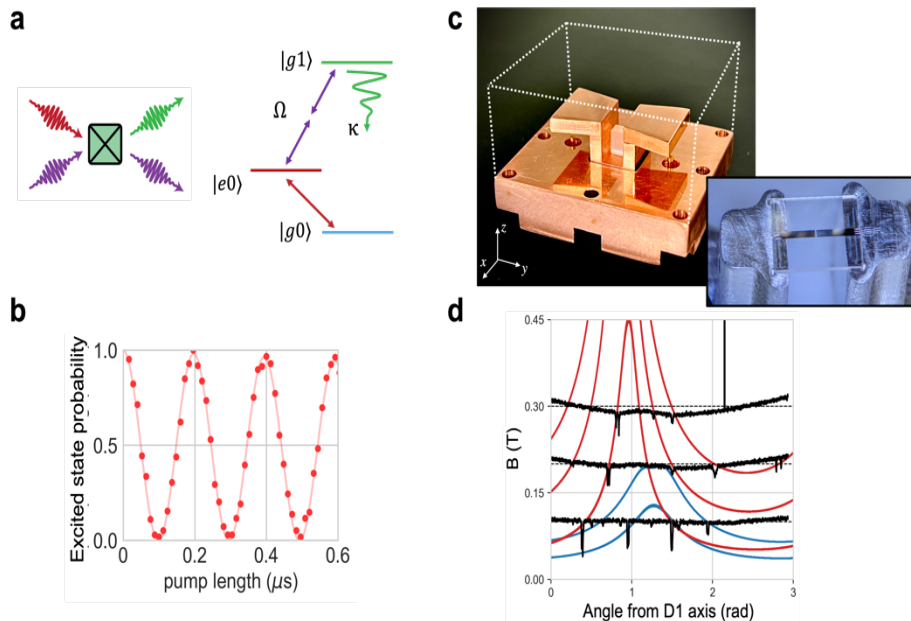 a
|g1⟩
Ω
κ
|e0⟩
|g0⟩
c
z
x
y
b
Excited state probability
1.0
0.5
0.0
0
0.2
0.4
0.6
pump length (μs)
d
B (T)
0.45
0.30
0.15
0.00
0
1
2
3
Angle from D1 axis (rad)